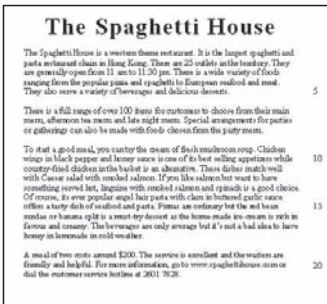 The Spaghetti House
The Spaghetti House is a western theme restaurant. It is the largest spaghetti and
pasta restaurant chain in Hong Kong. There are 25 outlets in the territory. They
are generally open from 11 am to 11:30 pm. There is a wide variety of foods
ranging from the popular pizza and spaghetti to European seafood and meat.
They also serve a variety of beverages and delicious desserts. 5
There is a full range of over 100 items for customers to choose from their main
menu, afternoon tea menu and late night menu. Special arrangements for parties
or gatherings can also be made with foods chosen from the party menu.
To start a good meal, you can try the cream of fresh mushroom soup. Chicken
wings in black pepper and honey sauce is one of its best selling appetizers while 10
country-fried chicken in the basket is an alternative. These dishes match well
with Caesar salad with smoked salmon. If you like salmon but want to have
something served hot, linguine with smoked salmon and spinach is a good choice.
Of course, its ever popular angel hair pasta with clam in buttered garlic sauce
offers a tasty dish of seafood and pasta. Pizzas are ordinary but the red bean 15
sundae or banana split is a must-try dessert as the home-made ice-cream is rich in
flavour and creamy. The beverages are only average but it's not a bad idea to have
honey in lemonade in cold weather.
A meal of two costs around $200. The service is excellent and the waiters are
friendly and helpful. For more information, go to www.spaghettihouse.com or 20
dial the customer service hotline at 2601 7828.